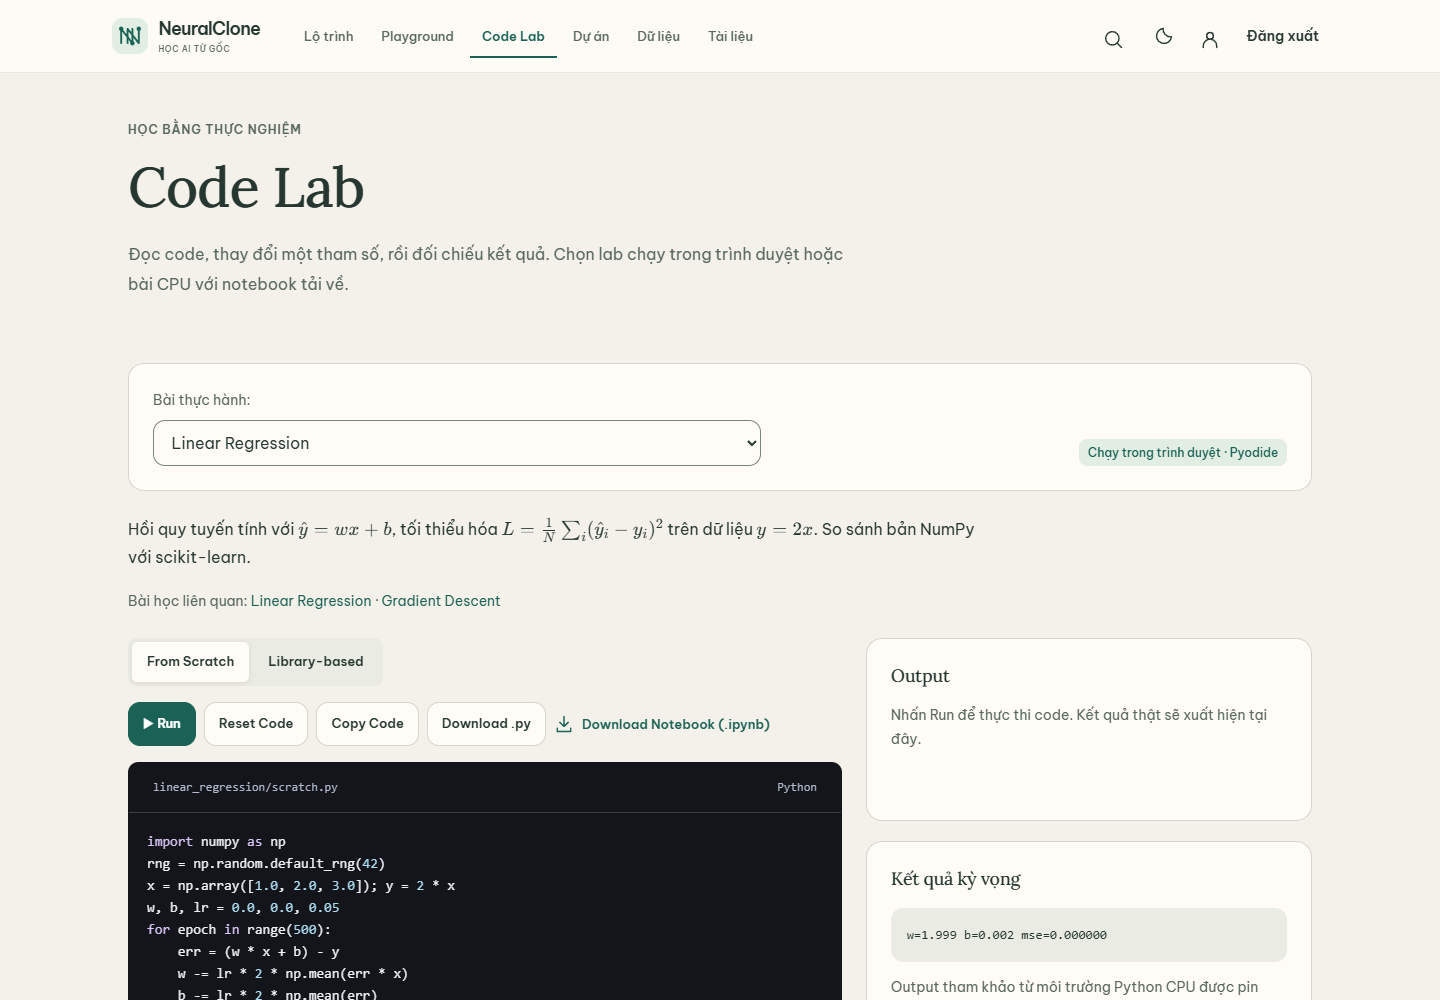 NeuralClone
HỌC AI TỪ GỐC
Lộ trình
Playground
Code Lab
Dự án
Dữ liệu
Tài liệu
Đăng xuất
HỌC BẰNG THỰC NGHIỆM
Code Lab
Đọc code, thay đổi một tham số, rồi đối chiếu kết quả. Chọn lab chạy trong trình duyệt hoặc
bài CPU với notebook tải về.
Bài thực hành:
Linear Regression
Chạy trong trình duyệt · Pyodide
Hồi quy tuyến tính với ŷ = wx + b, tối thiểu hóa L = 1/N ∑ᵢ(ŷᵢ − yᵢ)² trên dữ liệu y = 2x. So sánh bản NumPy
với scikit-learn.
Bài học liên quan: Linear Regression · Gradient Descent
From Scratch
Library-based
▶ Run
Reset Code
Copy Code
Download .py
Download Notebook (.ipynb)
linear_regression/scratch.py
Python
import numpy as np
rng = np.random.default_rng(42)
x = np.array([1.0, 2.0, 3.0]); y = 2 * x
w, b, lr = 0.0, 0.0, 0.05
for epoch in range(500):
    err = (w * x + b) - y
    w -= lr * 2 * np.mean(err * x)
    b -= lr * 2 * np.mean(err)
Output
Nhấn Run để thực thi code. Kết quả thật sẽ xuất hiện tại
đây.
Kết quả kỳ vọng
w=1.999 b=0.002 mse=0.000000
Output tham khảo từ môi trường Python CPU được pin